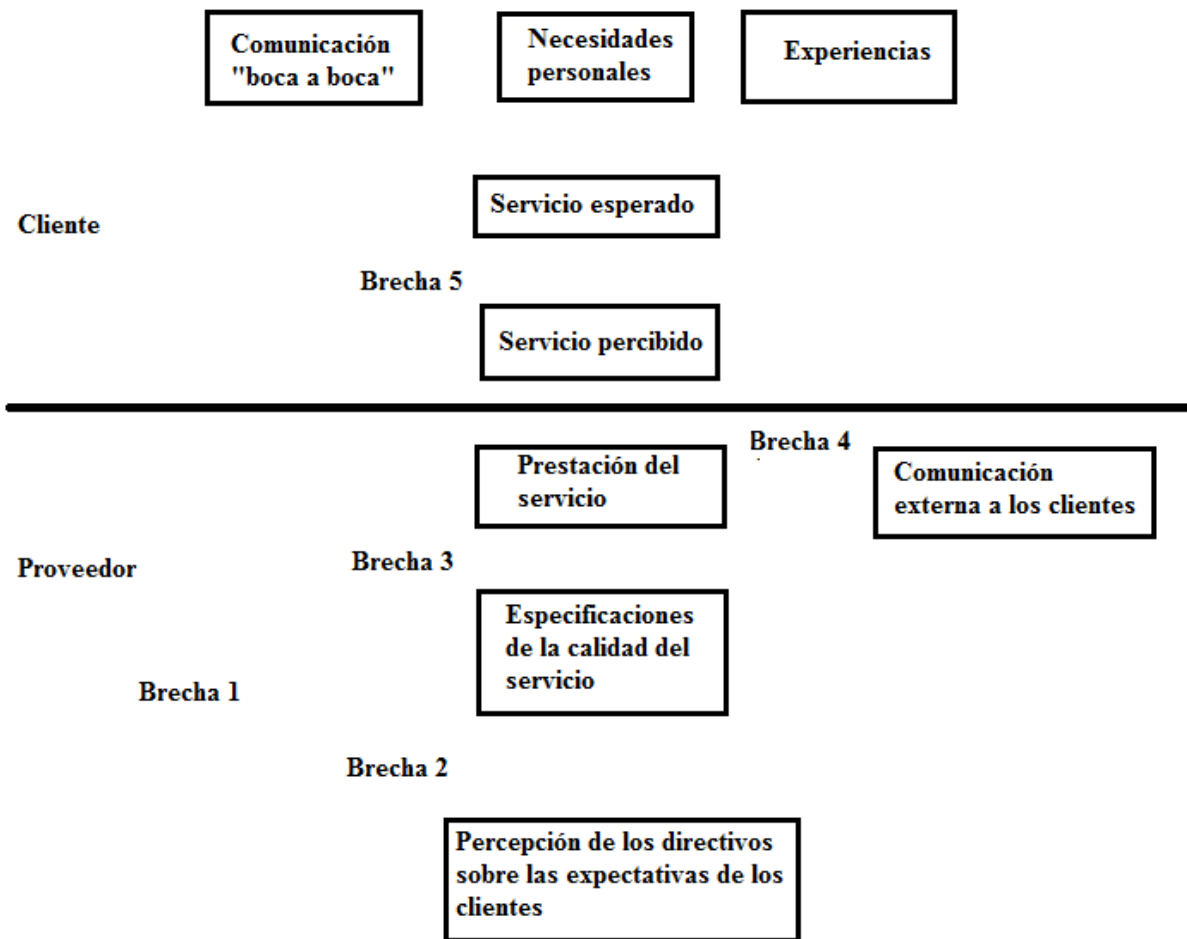 Comunicación
"boca a boca"
Necesidades
personales
Experiencias
Servicio esperado
Cliente
Brecha 5
Servicio percibido
Brecha 4
Prestación del
servicio
Comunicación
externa a los clientes
Brecha 3
Proveedor
Especificaciones
de la calidad del
servicio
Brecha 1
Brecha 2
Percepción de los directivos
sobre las expectativas de los
clientes